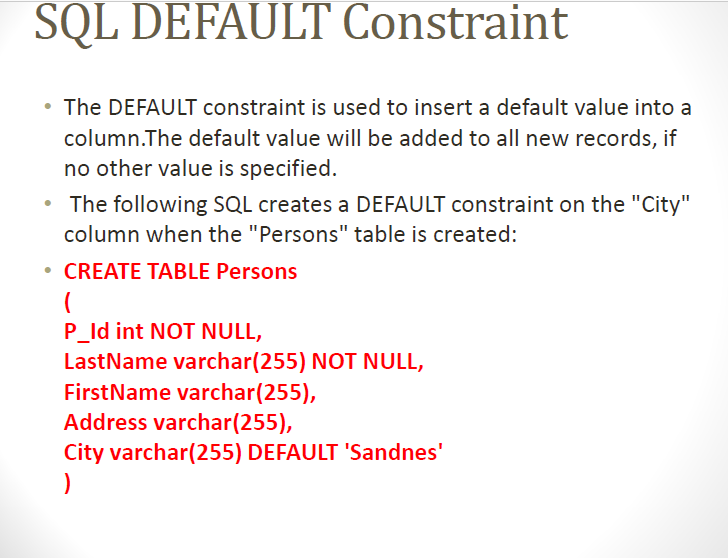 SQL DEFAULT Constraint
• The DEFAULT constraint is used to insert a default value into a
column.The default value will be added to all new records, if
no other value is specified.
• The following SQL creates a DEFAULT constraint on the "City"
column when the "Persons" table is created:
• CREATE TABLE Persons
(
P_Id int NOT NULL,
LastName varchar(255) NOT NULL,
FirstName varchar(255),
Address varchar(255),
City varchar(255) DEFAULT 'Sandnes'
)